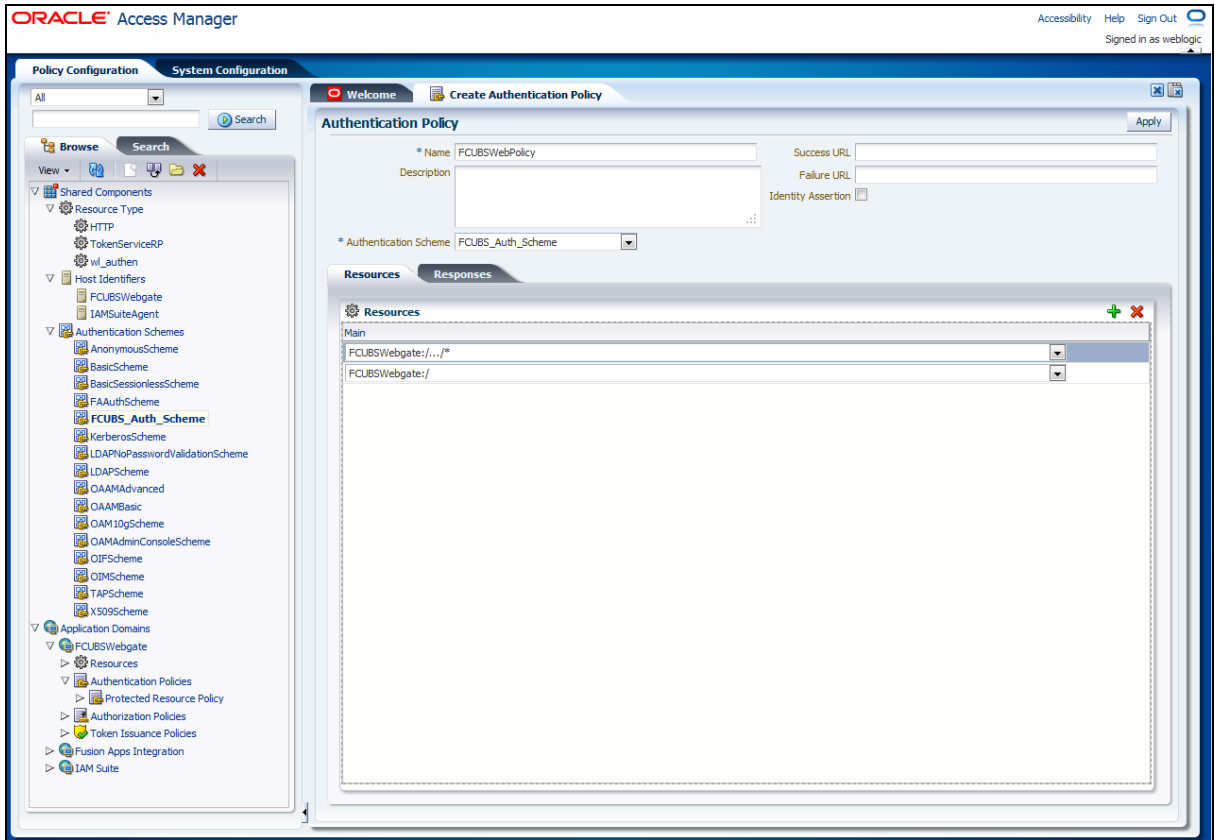 ORACLE Access Manager
Accessibility Help Sign Out
Signed in as weblogic
Policy Configuration System Configuration
All
Search
Browse Search
View
Shared Components
Resource Type
HTTP
TokenServiceRP
wl_authen
Host Identifiers
FCUBSWebgate
IAMSuiteAgent
Authentication Schemes
AnonymousScheme
BasicScheme
BasicSessionlessScheme
FAAuthScheme
FCUBS_Auth_Scheme
KerberosScheme
LDAPNoPasswordValidationScheme
LDAPScheme
OAAMAdvanced
OAAMBasic
OAM10gScheme
OAMAdminConsoleScheme
OIFScheme
OIMScheme
TAPScheme
X509Scheme
Application Domains
FCUBSWebgate
Resources
Authentication Policies
Protected Resource Policy
Authorization Policies
Token Issuance Policies
Fusion Apps Integration
IAM Suite
Welcome Create Authentication Policy
Authentication Policy Apply
* Name FCUBSWebPolicy
Description
* Authentication Scheme FCUBS_Auth_Scheme
Success URL
Failure URL
Identity Assertion
Resources Responses
Resources
Main
FCUBSWebgate:/.../*
FCUBSWebgate:/